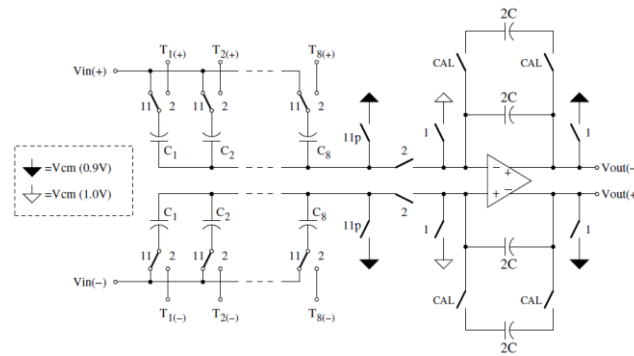 2C
T1(+) T2(+) T8(+)
CAL CAL
Vin(+)
2C
11 2 11 2 11 2
11p 1 1
C1 C2 C8
2
=Vcm (0.9V)
− +
Vout(−)
=Vcm (1.0V)
+ −
Vout(+)
C1 C2 C8
2
11p 1 1
11 2 11 2 11 2
2C
Vin(−)
CAL CAL
T1(−) T2(−) T8(−)
2C